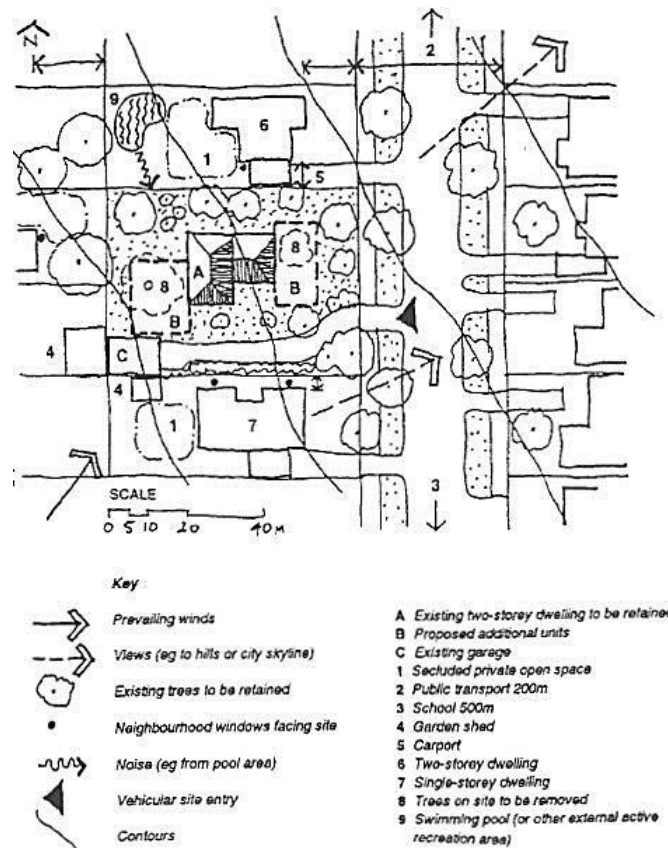 N
2
9
6
1
5
8
A
8
B
B
4
C
4
1
7
3
SCALE
0 5 10 20 40 M
Key
Prevailing winds
Views (eg to hills or city skyline)
Existing trees to be retained
Neighbourhood windows facing site
Noise (eg from pool area)
Vehicular site entry
Contours
A Existing two-storey dwelling to be retained
B Proposed additional units
C Existing garage
1 Secluded private open space
2 Public transport 200m
3 School 500m
4 Garden shed
5 Carport
6 Two-storey dwelling
7 Single-storey dwelling
8 Trees on site to be removed
9 Swimming pool (or other external active
recreation area)